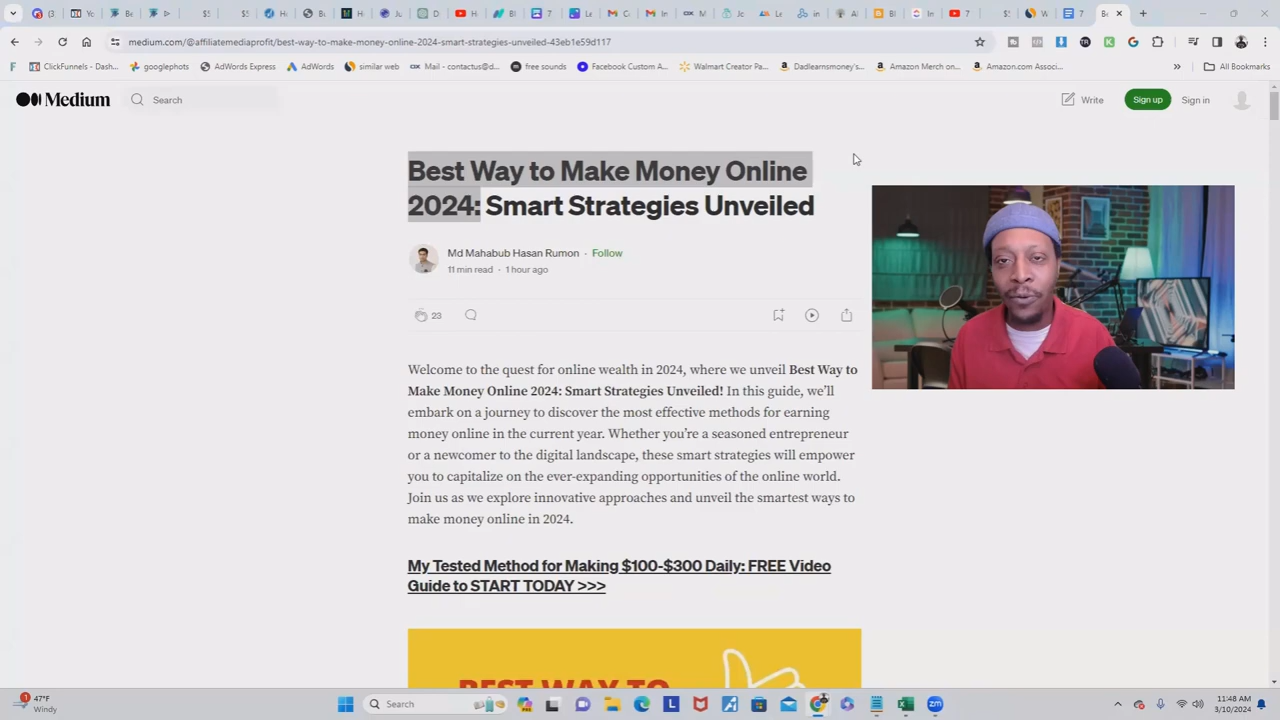 medium.com/@affiliatemediaprofit/best-way-to-make-money-online-2024-smart-strategies-unveiled-43eb1e59d117
ClickFunnels - Dash... googlephots AdWords Express AdWords similar web Mail - contactus@d... free sounds Facebook Custom A... Walmart Creator Pa... Dadlearnsmoney's... Amazon Merch on... Amazon.com Associ... » All Bookmarks
Medium Search Write Sign up Sign in
Best Way to Make Money Online
2024: Smart Strategies Unveiled
Md Mahabub Hasan Rumon · Follow
11 min read · 1 hour ago
23
Welcome to the quest for online wealth in 2024, where we unveil Best Way to
Make Money Online 2024: Smart Strategies Unveiled! In this guide, we'll
embark on a journey to discover the most effective methods for earning
money online in the current year. Whether you're a seasoned entrepreneur
or a newcomer to the digital landscape, these smart strategies will empower
you to capitalize on the ever-expanding opportunities of the online world.
Join us as we explore innovative approaches and unveil the smartest ways to
make money online in 2024.
My Tested Method for Making $100-$300 Daily: FREE Video
Guide to START TODAY >>>
BEST WAY TO
47°F
Windy
Search
11:48 AM
3/10/2024